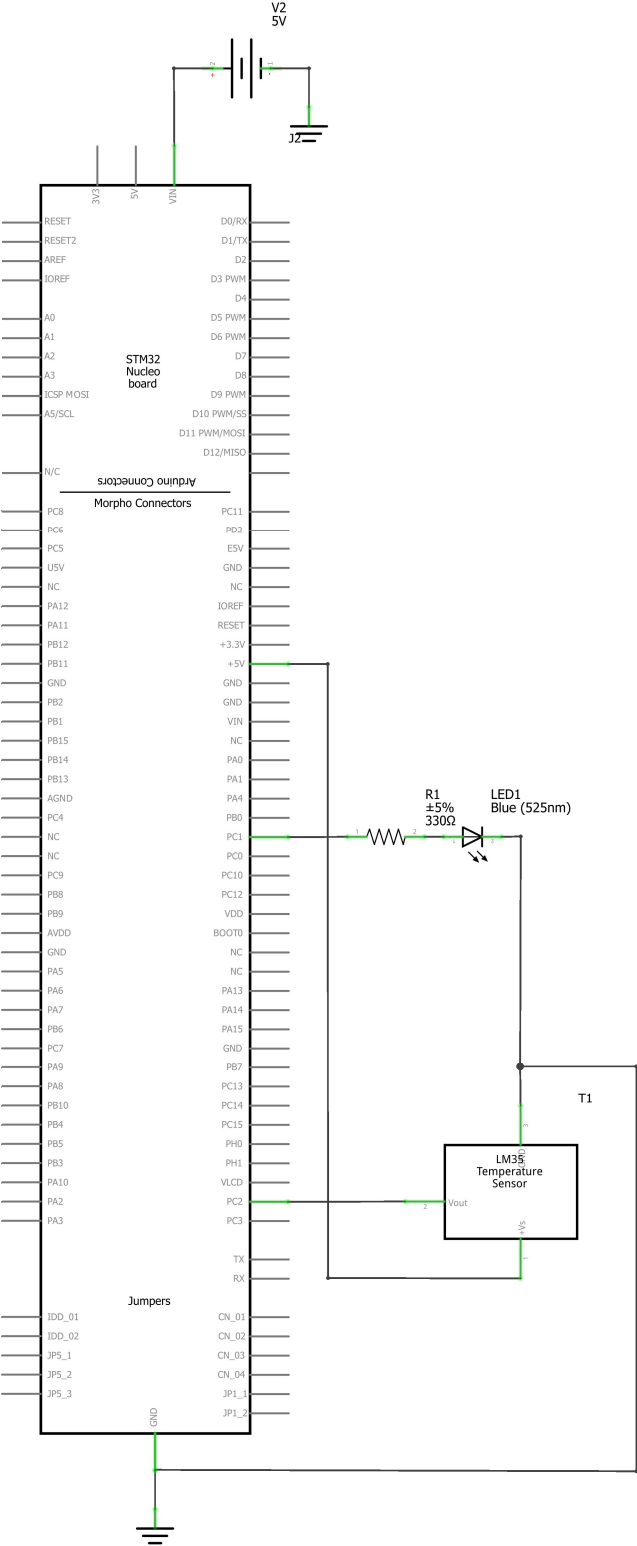 V2
5V
2
+
1
-
J2
3V3
5V
VIN
RESET
RESET2
AREF
IOREF
A0
A1
A2
A3
ICSP MOSI
A5/SCL
N/C
D0/RX
D1/TX
D2
D3 PWM
D4
D5 PWM
D6 PWM
D7
D8
D9 PWM
D10 PWM/SS
D11 PWM/MOSI
D12/MISO
STM32
Nucleo
board
Arduino Connectors
Morpho Connectors
PC8
PC6
PC5
U5V
NC
PA12
PA11
PB12
PB11
GND
PB2
PB1
PB15
PB14
PB13
AGND
PC4
NC
NC
PC9
PB8
PB9
AVDD
GND
PA5
PA6
PA7
PB6
PC7
PA9
PA8
PB10
PB4
PB5
PB3
PA10
PA2
PA3
PC11
PD2
E5V
GND
NC
IOREF
RESET
+3.3V
+5V
GND
GND
VIN
NC
PA0
PA1
PA4
PB0
PC1
PC0
PC10
PC12
VDD
BOOT0
NC
NC
PA13
PA14
PA15
GND
PB7
PC13
PC14
PC15
PH0
PH1
VLCD
PC2
PC3
TX
RX
R1
±5%
330Ω
1
2
LED1
Blue (525nm)
1
2
T1
3
GND
LM35
Temperature
Sensor
2
Vout
+Vs
1
Jumpers
IDD_01
IDD_02
JP5_1
JP5_2
JP5_3
CN_01
CN_02
CN_03
CN_04
JP1_1
JP1_2
GND